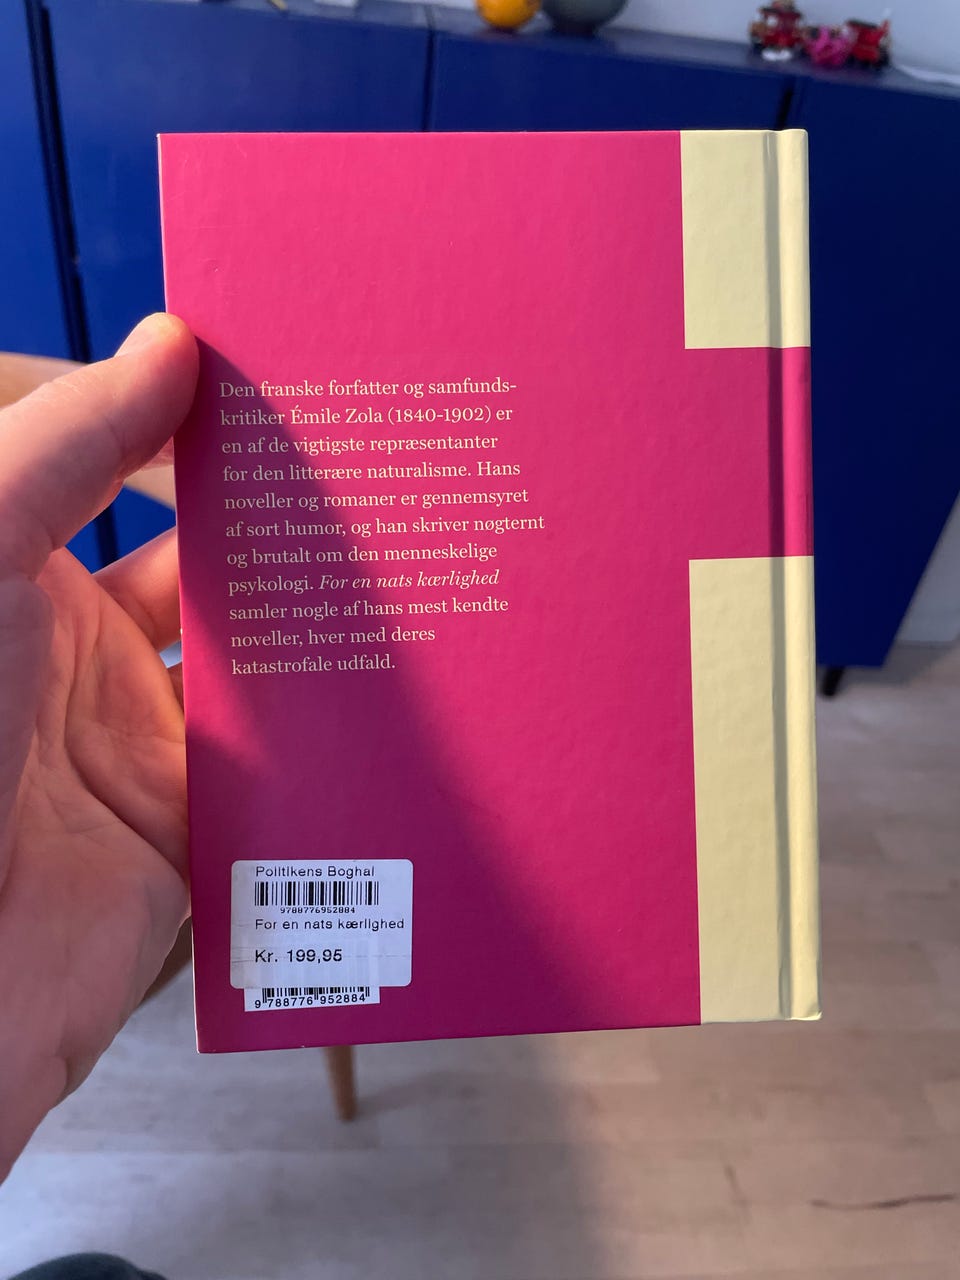 Den franske forfatter og samfunds-
kritiker Émile Zola (1840-1902) er
en af de vigtigste repræsentanter
for den litterære naturalisme. Hans
noveller og romaner er gennemsyret
af sort humor, og han skriver nøgternt
og brutalt om den menneskelige
psykologi. For en nats kærlighed
samler nogle af hans mest kendte
noveller, hver med deres
katastrofale udfald.
Politikens Boghal
9788776952884
For en nats kærlighed
Kr. 199,95
9 788776 952884